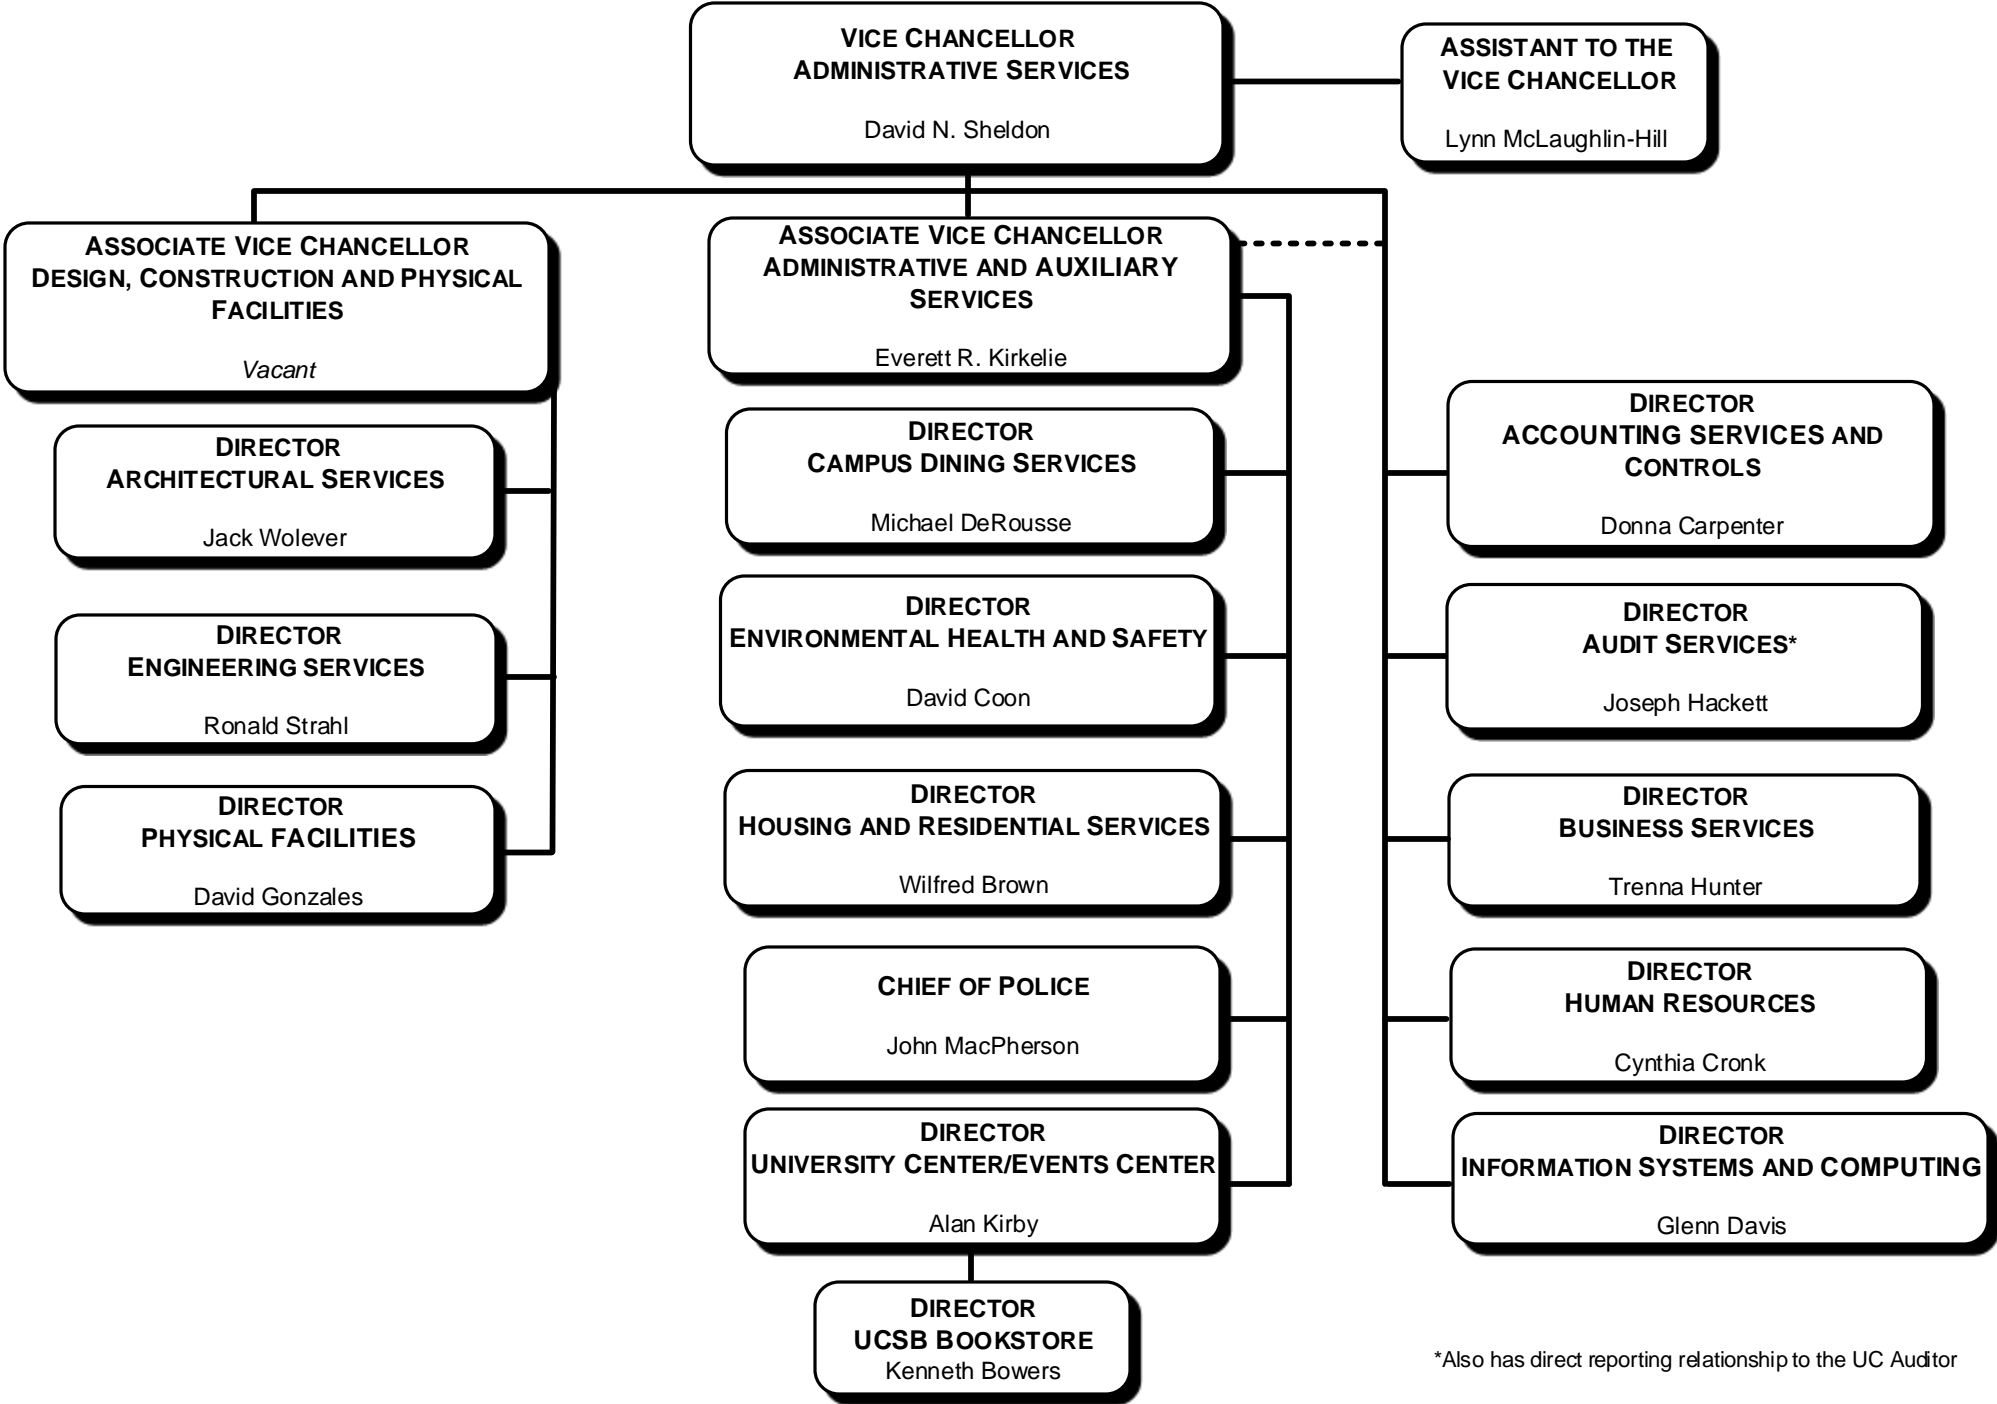 VICE CHANCELLOR
ADMINISTRATIVE SERVICES
David N. Sheldon
ASSISTANT TO THE
VICE CHANCELLOR
Lynn McLaughlin-Hill
ASSOCIATE VICE CHANCELLOR
DESIGN, CONSTRUCTION AND PHYSICAL
FACILITIES
Vacant
DIRECTOR
ARCHITECTURAL SERVICES
Jack Wolever
DIRECTOR
ENGINEERING SERVICES
Ronald Strahl
DIRECTOR
PHYSICAL FACILITIES
David Gonzales
ASSOCIATE VICE CHANCELLOR
ADMINISTRATIVE AND AUXILIARY
SERVICES
Everett R. Kirkelie
DIRECTOR
CAMPUS DINING SERVICES
Michael DeRousse
DIRECTOR
ENVIRONMENTAL HEALTH AND SAFETY
David Coon
DIRECTOR
HOUSING AND RESIDENTIAL SERVICES
Wilfred Brown
CHIEF OF POLICE
John MacPherson
DIRECTOR
UNIVERSITY CENTER/EVENTS CENTER
Alan Kirby
DIRECTOR
UCSB BOOKSTORE
Kenneth Bowers
DIRECTOR
ACCOUNTING SERVICES AND
CONTROLS
Donna Carpenter
DIRECTOR
AUDIT SERVICES*
Joseph Hackett
DIRECTOR
BUSINESS SERVICES
Trenna Hunter
DIRECTOR
HUMAN RESOURCES
Cynthia Cronk
DIRECTOR
INFORMATION SYSTEMS AND COMPUTING
Glenn Davis
*Also has direct reporting relationship to the UC Auditor